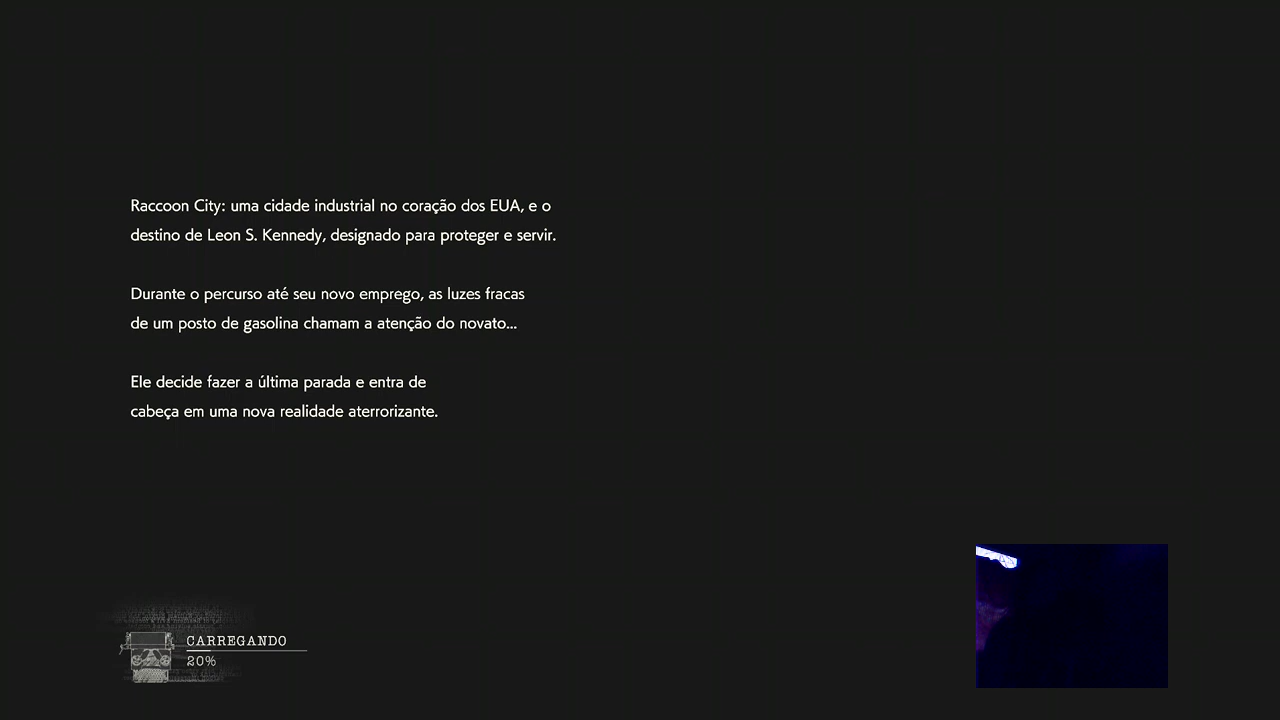 Raccoon City: uma cidade industrial no coração dos EUA, e o
destino de Leon S. Kennedy, designado para proteger e servir.
Durante o percurso até seu novo emprego, as luzes fracas
de um posto de gasolina chamam a atenção do novato...
Ele decide fazer a última parada e entra de
cabeça em uma nova realidade aterrorizante.
CARREGANDO
20%